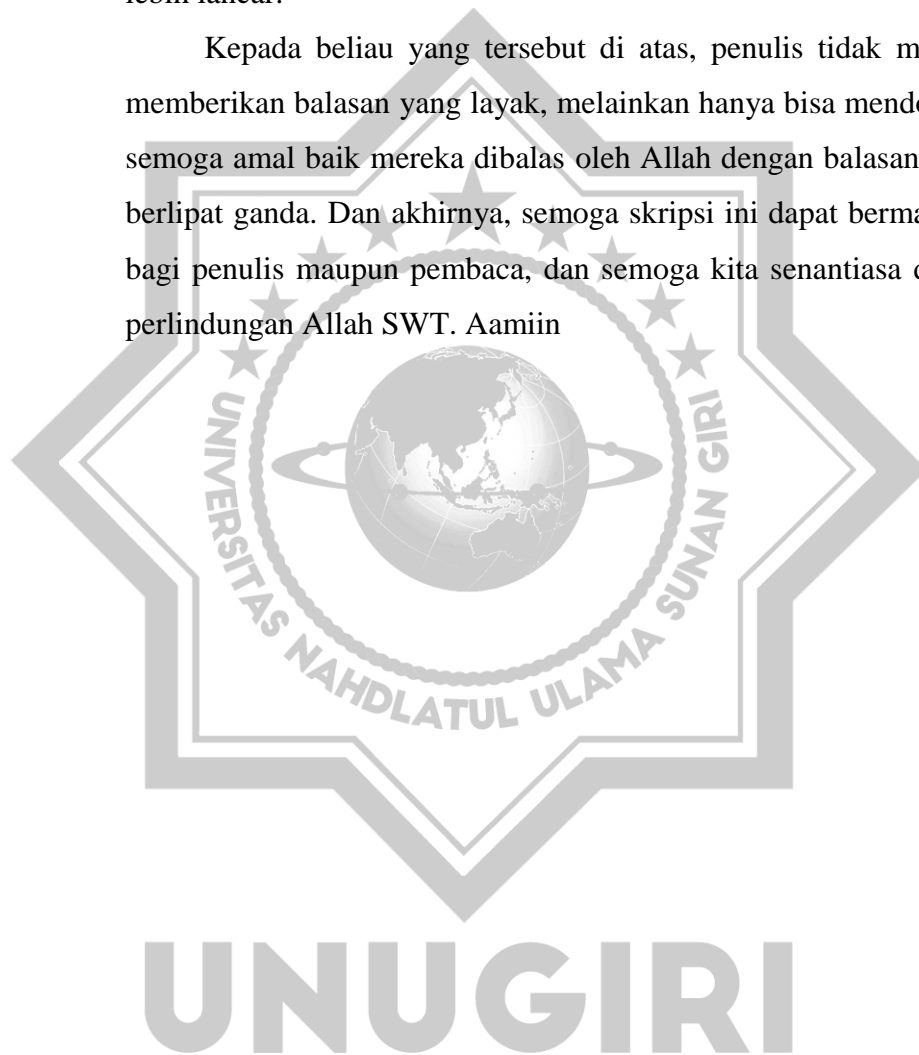 lebih lancar.
Kepada beliau yang tersebut di atas, penulis tidak m
memberikan balasan yang layak, melainkan hanya bisa mendo
semoga amal baik mereka dibalas oleh Allah dengan balasan
berlipat ganda. Dan akhirnya, semoga skripsi ini dapat berma
bagi penulis maupun pembaca, dan semoga kita senantiasa d
perlindungan Allah SWT. Aamiin
UNIVERSITAS NAHDLATUL ULAMA SUNAN GIRI
UNUGIRI